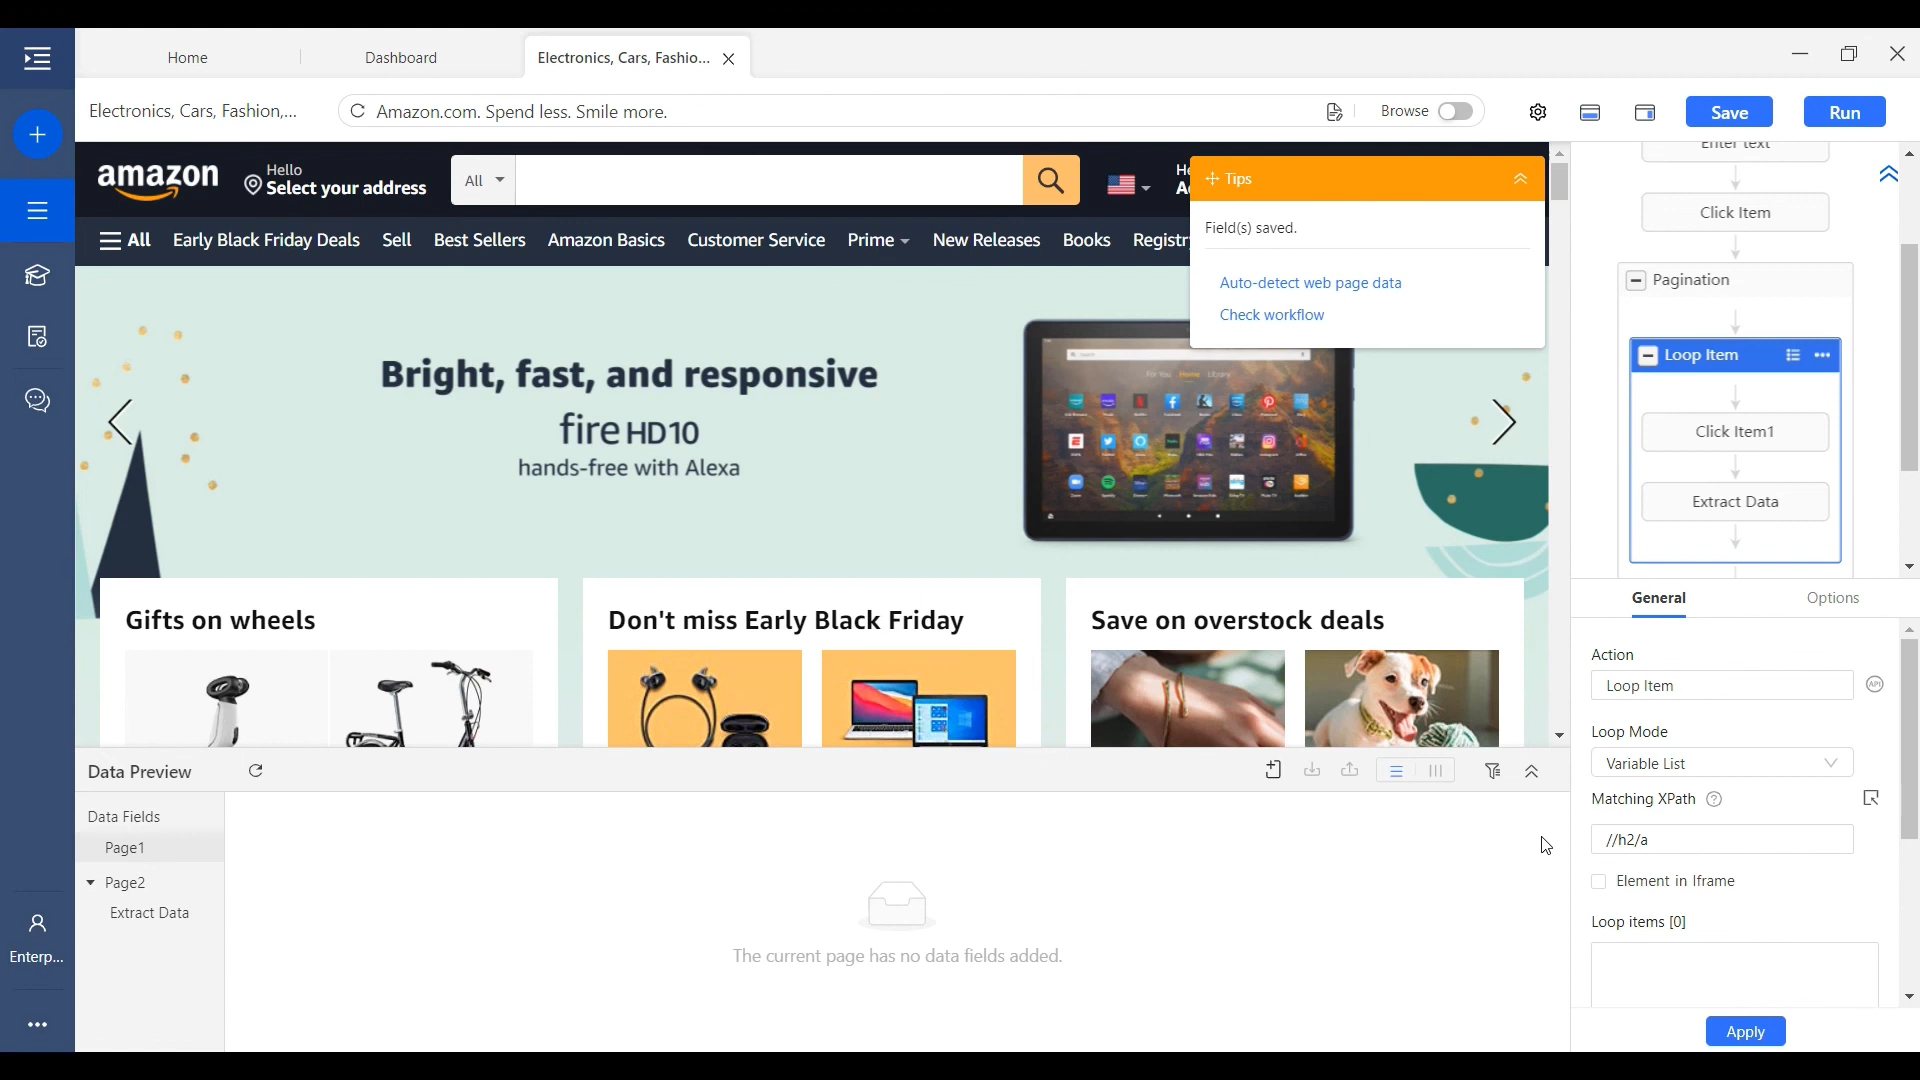 Home
Dashboard
Electronics, Cars, Fashio...
Electronics, Cars, Fashion,...
Amazon.com. Spend less. Smile more.
Browse
Save
Run
amazon
Hello
Select your address
All
Tips
Field(s) saved.
Auto-detect web page data
Check workflow
All
Early Black Friday Deals
Sell
Best Sellers
Amazon Basics
Customer Service
Prime
New Releases
Books
Registr
Bright, fast, and responsive
fire HD10
hands-free with Alexa
Gifts on wheels
Don't miss Early Black Friday
Save on overstock deals
Enter text
Click Item
Pagination
Loop Item
Click Item1
Extract Data
General
Options
Action
Loop Item
API
Loop Mode
Variable List
Matching XPath
//h2/a
Element in Iframe
Loop items [0]
Apply
Data Preview
Data Fields
Page1
Page2
Extract Data
The current page has no data fields added.
Enterp...